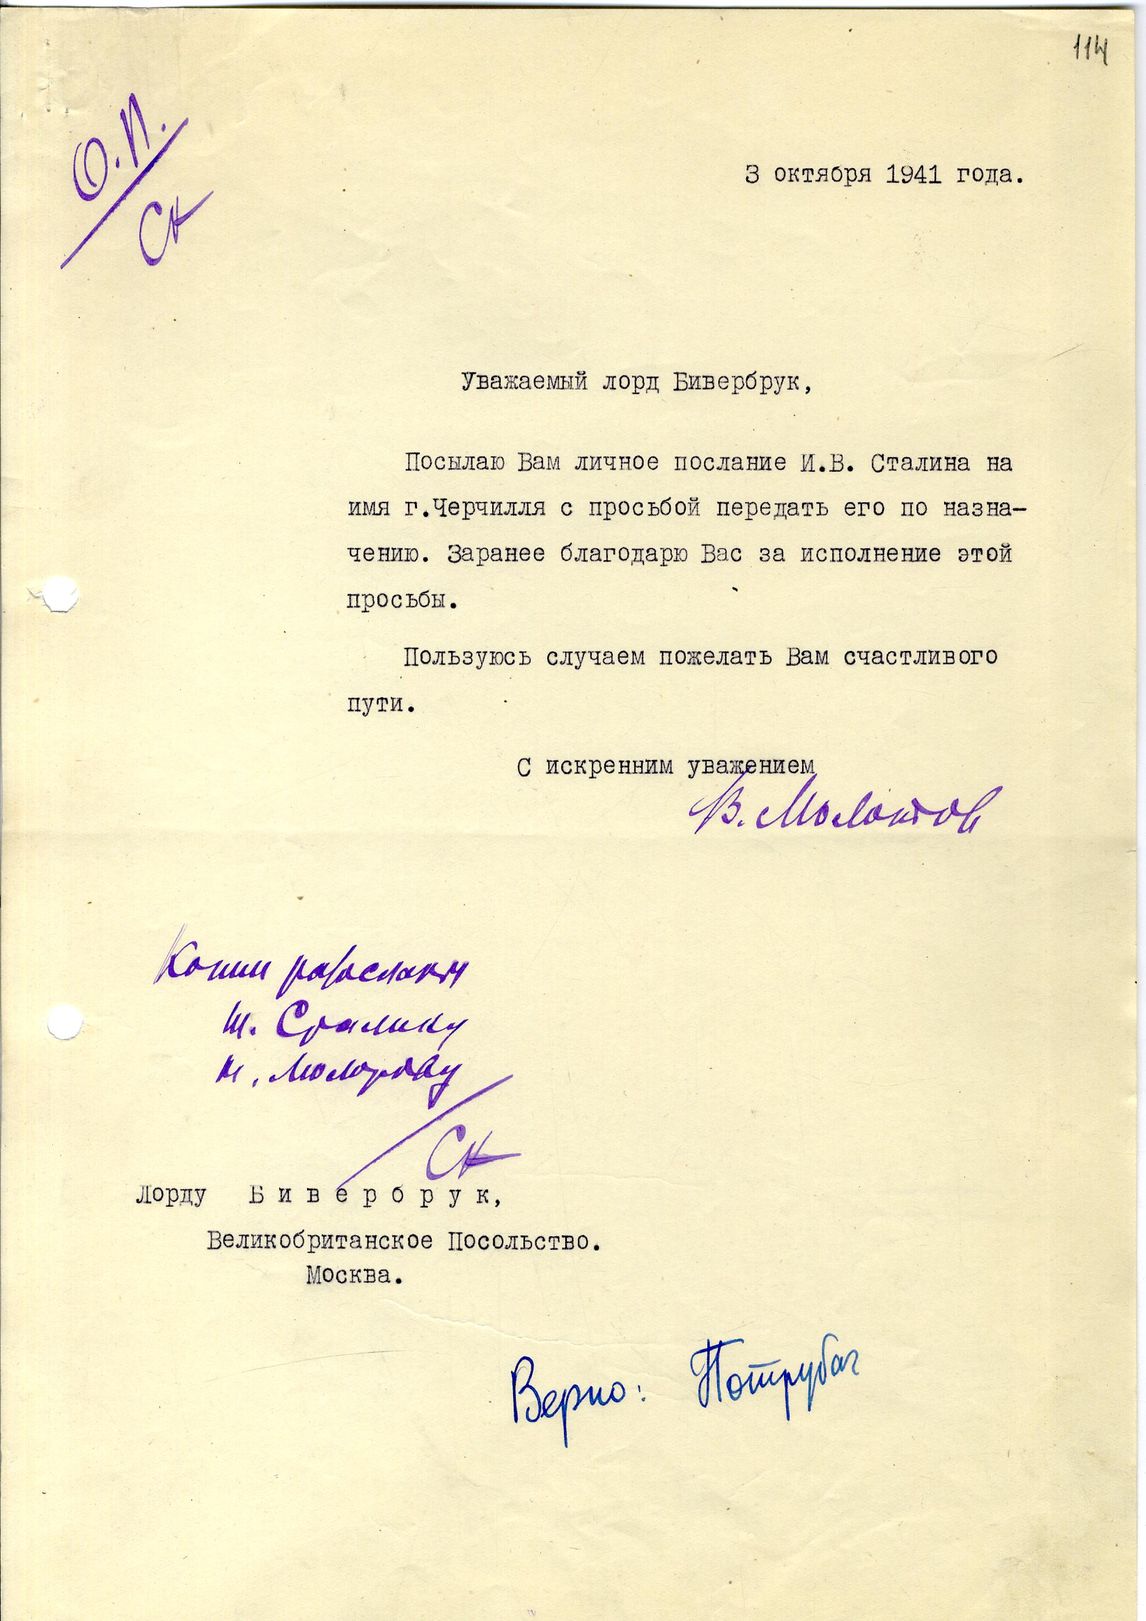 114
О.П.
Ск
3 октября 1941 года.
Уважаемый лорд Бивербрук,
Посылаю Вам личное послание И.В. Сталина на
имя г.Черчилля с просьбой передать его по назна-
чению. Заранее благодарю Вас за исполнение этой
просьбы.
Пользуюсь случаем пожелать Вам счастливого
пути.
С искренним уважением
В. Молотов
Копии разосланы
т. Сталину
т. Молотову
Ск
Лорду Бивербрук,
Великобританское Посольство.
Москва.
Верно: Потрубач